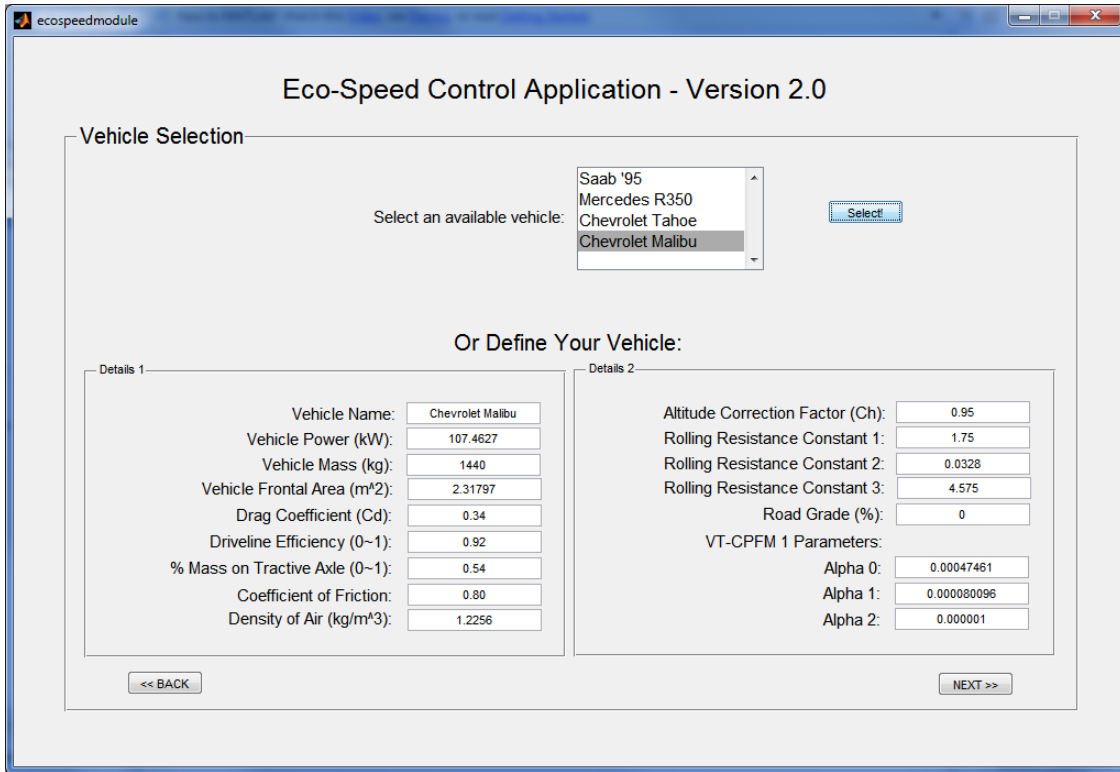 ecospeedmodule
Eco-Speed Control Application - Version 2.0
Vehicle Selection
Select an available vehicle:
Saab '95
Mercedes R350
Chevrolet Tahoe
Chevrolet Malibu
Select!
Or Define Your Vehicle:
Details 1
Vehicle Name: Chevrolet Malibu
Vehicle Power (kW): 107.4627
Vehicle Mass (kg): 1440
Vehicle Frontal Area (m^2): 2.31797
Drag Coefficient (Cd): 0.34
Driveline Efficiency (0~1): 0.92
% Mass on Tractive Axle (0~1): 0.54
Coefficient of Friction: 0.80
Density of Air (kg/m^3): 1.2256
Details 2
Altitude Correction Factor (Ch): 0.95
Rolling Resistance Constant 1: 1.75
Rolling Resistance Constant 2: 0.0328
Rolling Resistance Constant 3: 4.575
Road Grade (%): 0
VT-CPFM 1 Parameters:
Alpha 0: 0.00047461
Alpha 1: 0.000080096
Alpha 2: 0.000001
<< BACK
NEXT >>